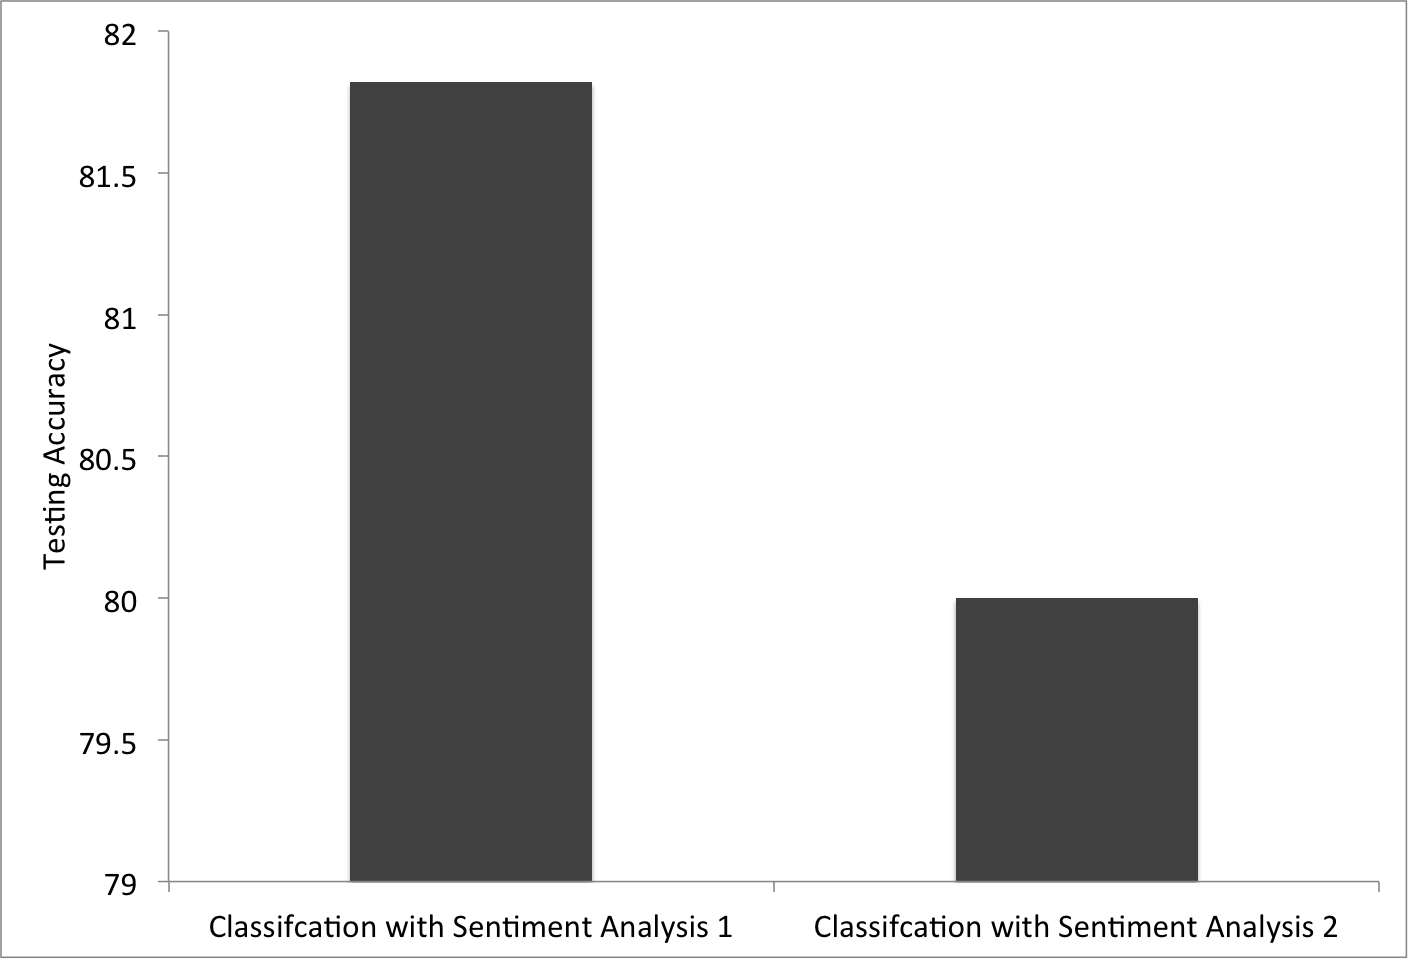 82
81.5
81
80.5
80
79.5
79
Testing Accuracy
Classifcation with Sentiment Analysis 1
Classifcation with Sentiment Analysis 2